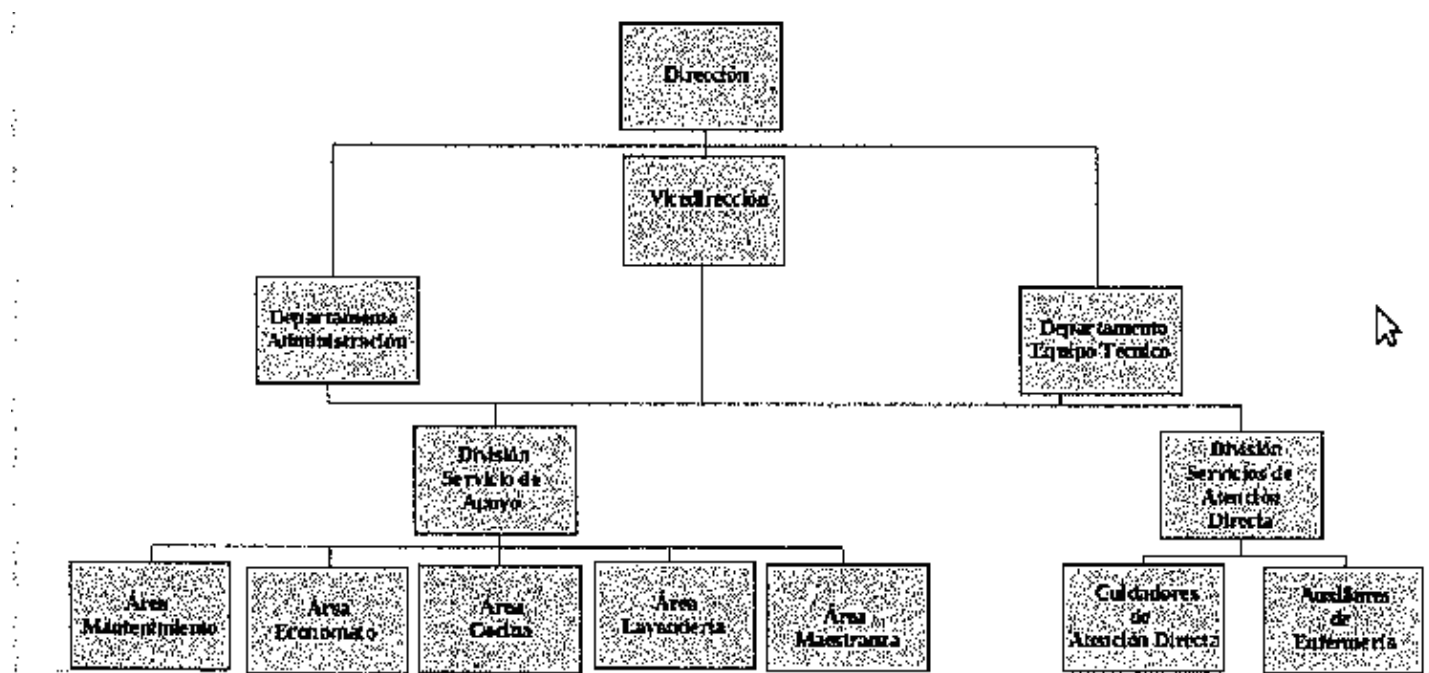 Dirección
Vicedirección
Departamento
Administración
Departamento
Equipo Técnico
División
Servicio de
Apoyo
División
Servicios de
Atención
Directa
Área
Mantenimiento
Área
Economato
Área
Cocina
Área
Lavandería
Área
Maestranza
Cuidadores
de
Atención Directa
Auxiliares
de
Enfermería